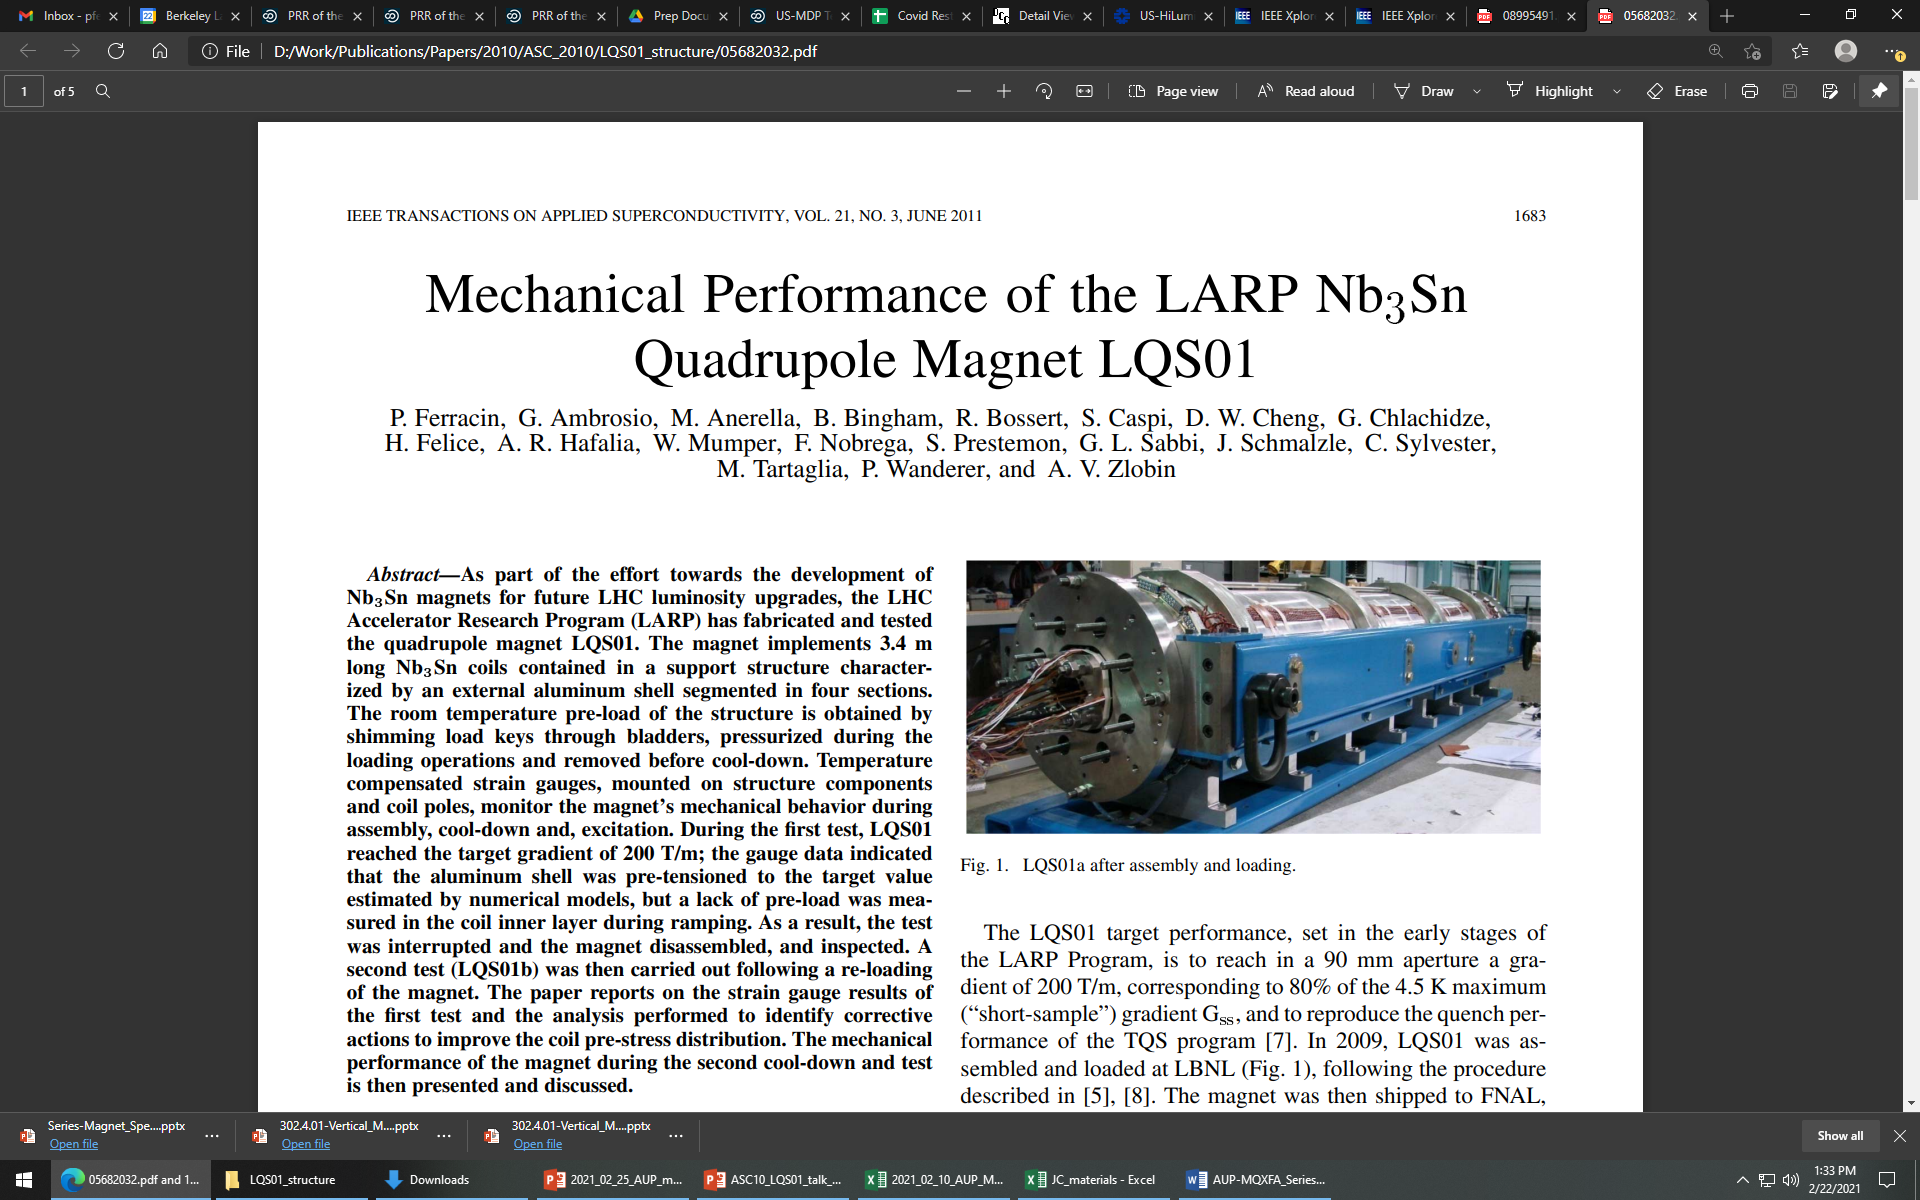 Inbox - pf
Berkeley L
PRR of the
PRR of the
PRR of the
Prep Docu
US-MDP T
Covid Res
Detail Vie
US-HiLum
IEEE Xplor
IEEE Xplor
08995491
05682032
File
D:/Work/Publications/Papers/2010/ASC_2010/LQS01_structure/05682032.pdf
1 of 5
Page view
Read aloud
Draw
Highlight
Erase
IEEE TRANSACTIONS ON APPLIED SUPERCONDUCTIVITY, VOL. 21, NO. 3, JUNE 2011
1683
Mechanical Performance of the LARP Nb3Sn
Quadrupole Magnet LQS01
P. Ferracin, G. Ambrosio, M. Anerella, B. Bingham, R. Bossert, S. Caspi, D. W. Cheng, G. Chlachidze,
H. Felice, A. R. Hafalia, W. Mumper, F. Nobrega, S. Prestemon, G. L. Sabbi, J. Schmalzle, C. Sylvester,
M. Tartaglia, P. Wanderer, and A. V. Zlobin
Abstract—As part of the effort towards the development of
Nb3Sn magnets for future LHC luminosity upgrades, the LHC
Accelerator Research Program (LARP) has fabricated and tested
the quadrupole magnet LQS01. The magnet implements 3.4 m
long Nb3Sn coils contained in a support structure character-
ized by an external aluminum shell segmented in four sections.
The room temperature pre-load of the structure is obtained by
shimming load keys through bladders, pressurized during the
loading operations and removed before cool-down. Temperature
compensated strain gauges, mounted on structure components
and coil poles, monitor the magnet's mechanical behavior during
assembly, cool-down and, excitation. During the first test, LQS01
reached the target gradient of 200 T/m; the gauge data indicated
that the aluminum shell was pre-tensioned to the target value
estimated by numerical models, but a lack of pre-load was mea-
sured in the coil inner layer during ramping. As a result, the test
was interrupted and the magnet disassembled, and inspected. A
second test (LQS01b) was then carried out following a re-loading
of the magnet. The paper reports on the strain gauge results of
the first test and the analysis performed to identify corrective
actions to improve the coil pre-stress distribution. The mechanical
performance of the magnet during the second cool-down and test
is then presented and discussed.
Fig. 1. LQS01a after assembly and loading.
The LQS01 target performance, set in the early stages of
the LARP Program, is to reach in a 90 mm aperture a gra-
dient of 200 T/m, corresponding to 80% of the 4.5 K maximum
("short-sample") gradient Gss, and to reproduce the quench per-
formance of the TQS program [7]. In 2009, LQS01 was as-
sembled and loaded at LBNL (Fig. 1), following the procedure
described in [5], [8]. The magnet was then shipped to FNAL,
Series-Magnet_Spe....pptx
Open file
302.4.01-Vertical_M....pptx
Open file
302.4.01-Vertical_M....pptx
Open file
Show all
05682032.pdf and 1...
LQS01_structure
Downloads
2021_02_25_AUP_m...
ASC10_LQS01_talk_...
2021_02_10_AUP_M...
JC_materials - Excel
AUP-MQXFA_Series...
1:33 PM
2/22/2021